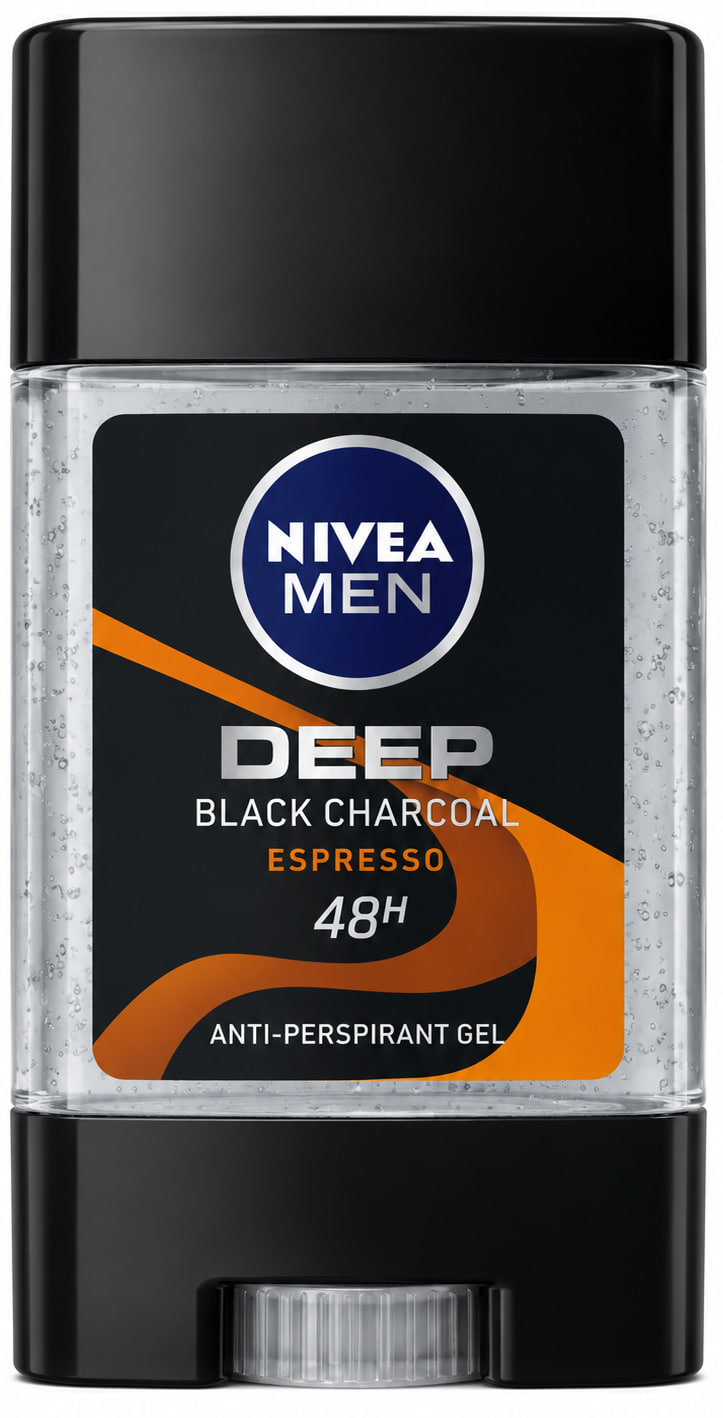 NIVEA
MEN
DEEP
BLACK CHARCOAL
ESPRESSO
48H
ANTI-PERSPIRANT GEL